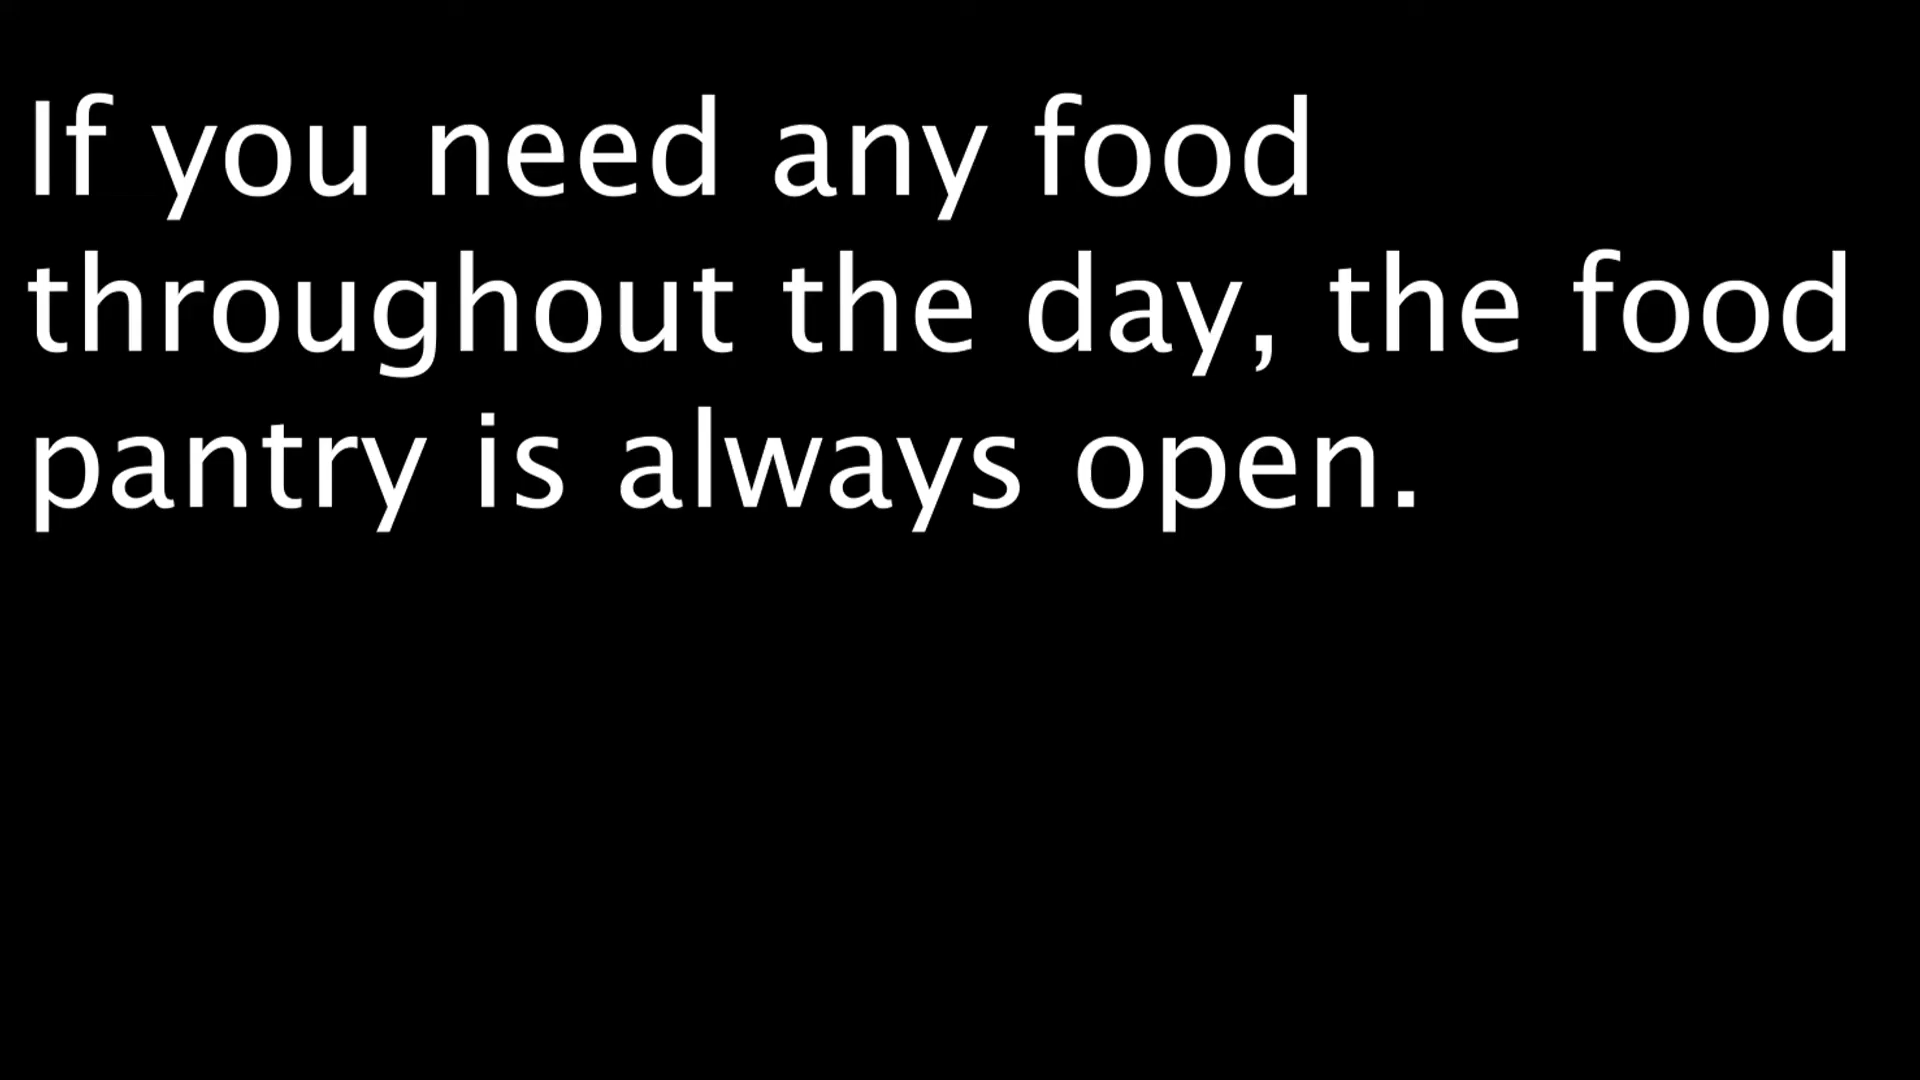 If you need any food
throughout the day, the food
pantry is always open.